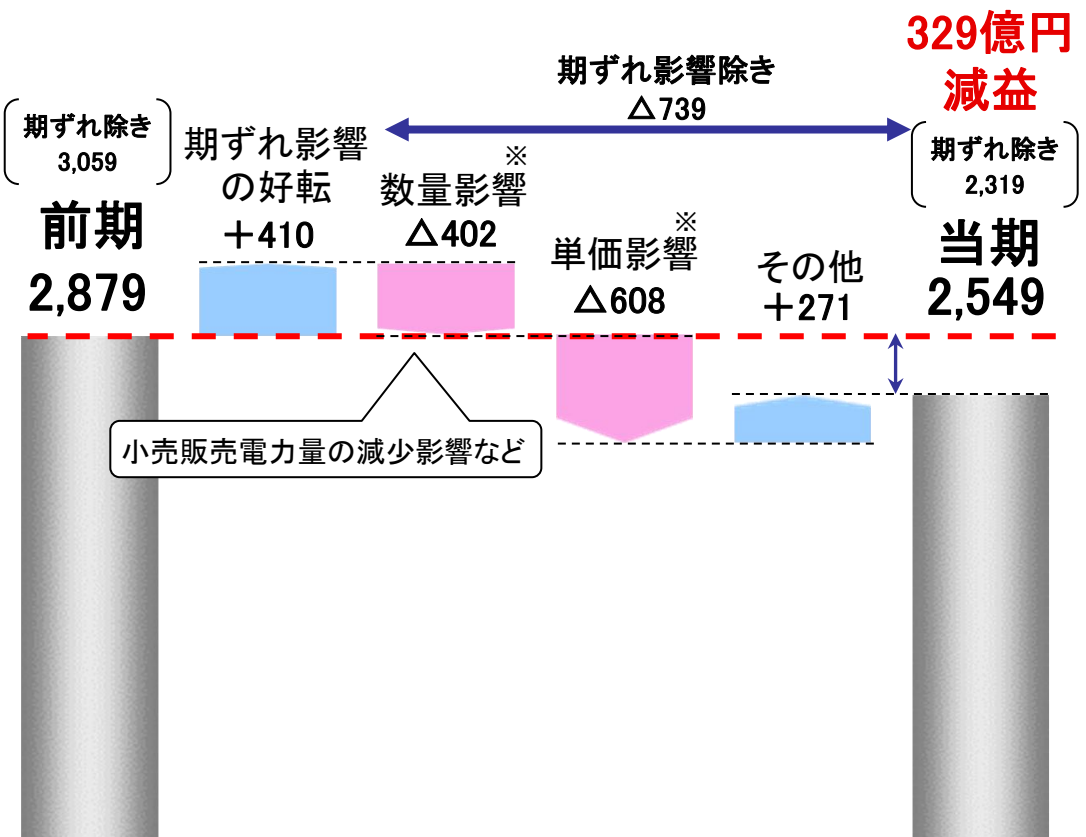 329億円
減益
期ずれ影響除き
△739
期ずれ除き
3,059
前期
2,879
期ずれ影響
の好転
＋410
※
数量影響
△402
※
単価影響
△608
その他
＋271
期ずれ除き
2,319
当期
2,549
小売販売電力量の減少影響など